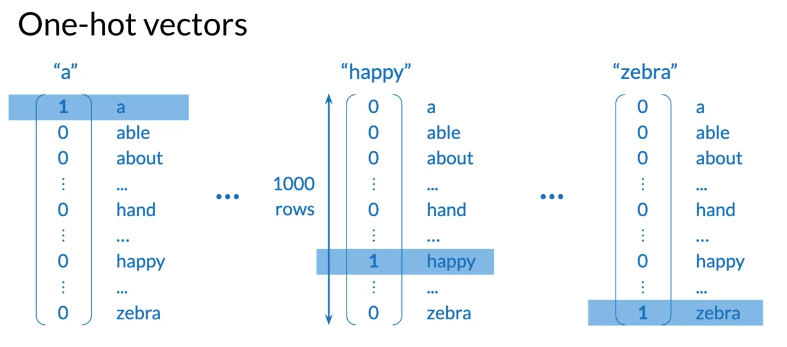 One-hot vectors
“a”
1 a
0 able
0 about
⋮ ...
0 hand
⋮ ...
0 happy
⋮ ...
0 zebra
...
1000
rows
“happy”
0 a
0 able
0 about
⋮ ...
0 hand
⋮ ...
1 happy
⋮ ...
0 zebra
...
“zebra”
0 a
0 able
0 about
⋮ ...
0 hand
⋮ ...
0 happy
⋮ ...
1 zebra